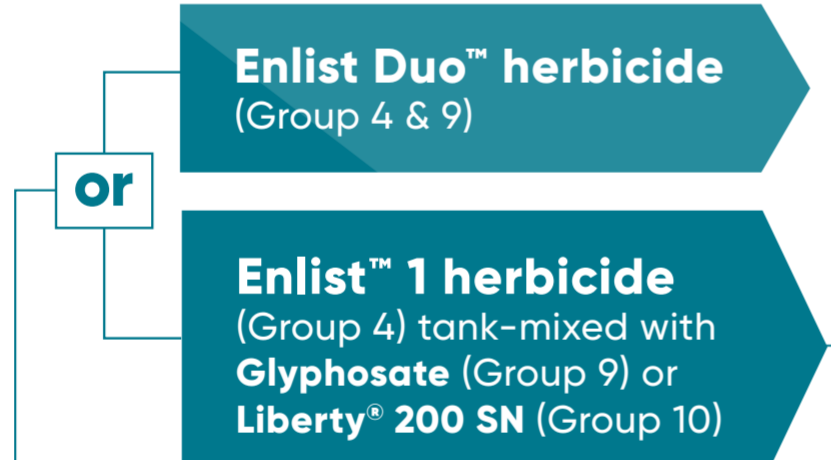 Enlist Duo™ herbicide
(Group 4 & 9)
or
Enlist™ 1 herbicide
(Group 4) tank-mixed with
Glyphosate (Group 9) or
Liberty® 200 SN (Group 10)